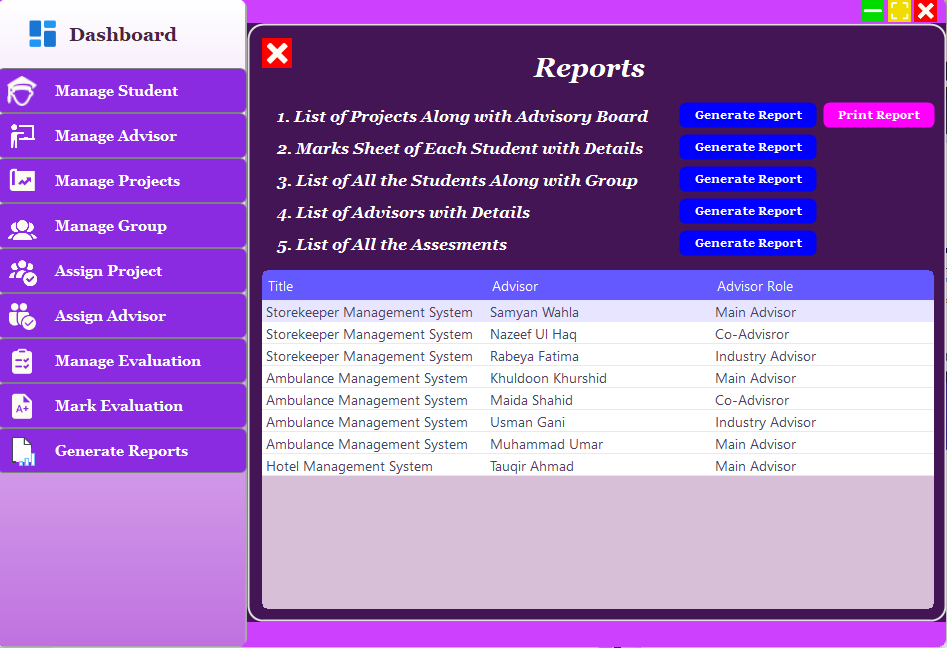 Dashboard
Manage Student
Manage Advisor
Manage Projects
Manage Group
Assign Project
Assign Advisor
Manage Evaluation
A+ Mark Evaluation
Generate Reports
Reports
1. List of Projects Along with Advisory Board Generate Report Print Report
2. Marks Sheet of Each Student with Details Generate Report
3. List of All the Students Along with Group Generate Report
4. List of Advisors with Details Generate Report
5. List of All the Assesments Generate Report
Title Advisor Advisor Role
Storekeeper Management System Samyan Wahla Main Advisor
Storekeeper Management System Nazeef Ul Haq Co-Advisror
Storekeeper Management System Rabeya Fatima Industry Advisor
Ambulance Management System Khuldoon Khurshid Main Advisor
Ambulance Management System Maida Shahid Co-Advisror
Ambulance Management System Usman Gani Industry Advisor
Ambulance Management System Muhammad Umar Main Advisor
Hotel Management System Tauqir Ahmad Main Advisor